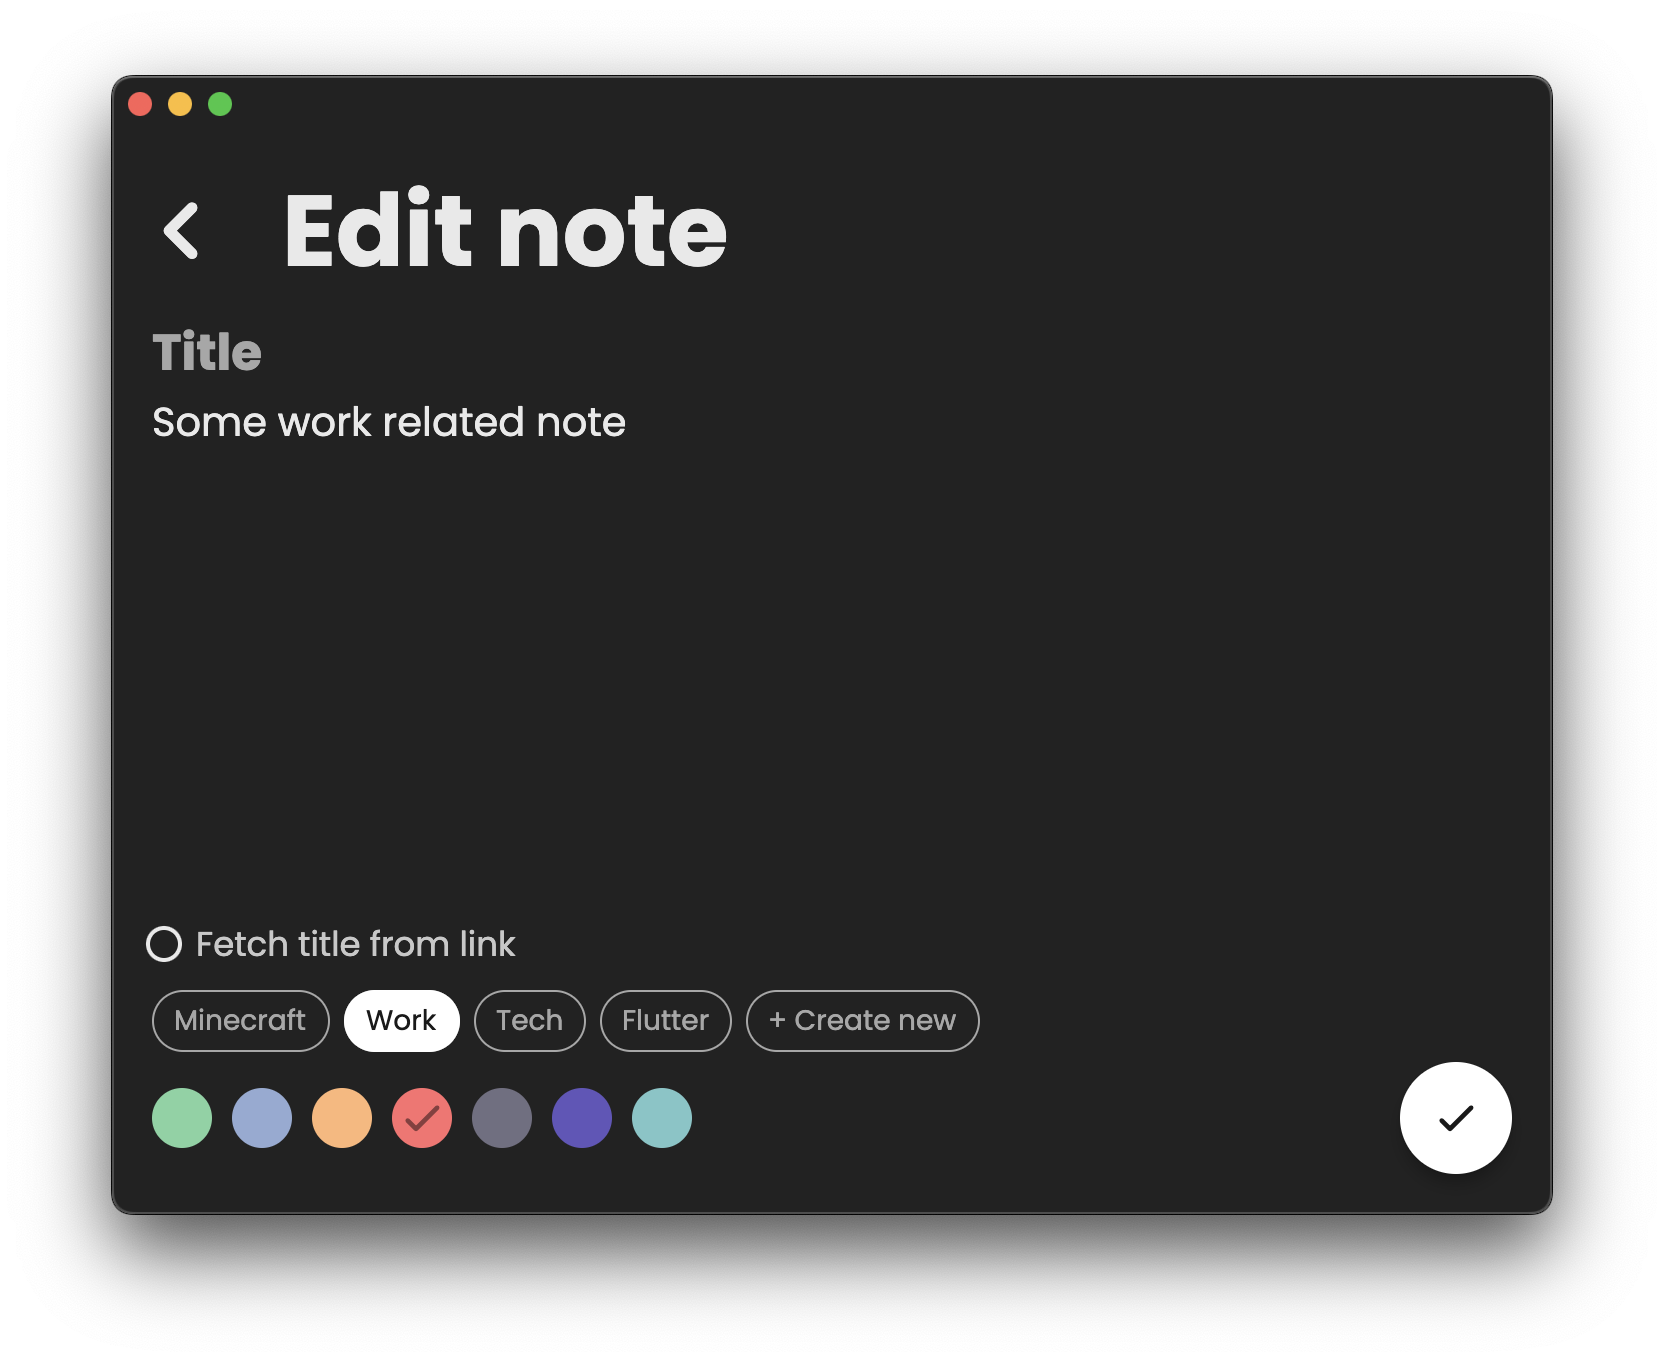 Edit note
Title
Some work related note
Fetch title from link
Minecraft Work Tech Flutter + Create new